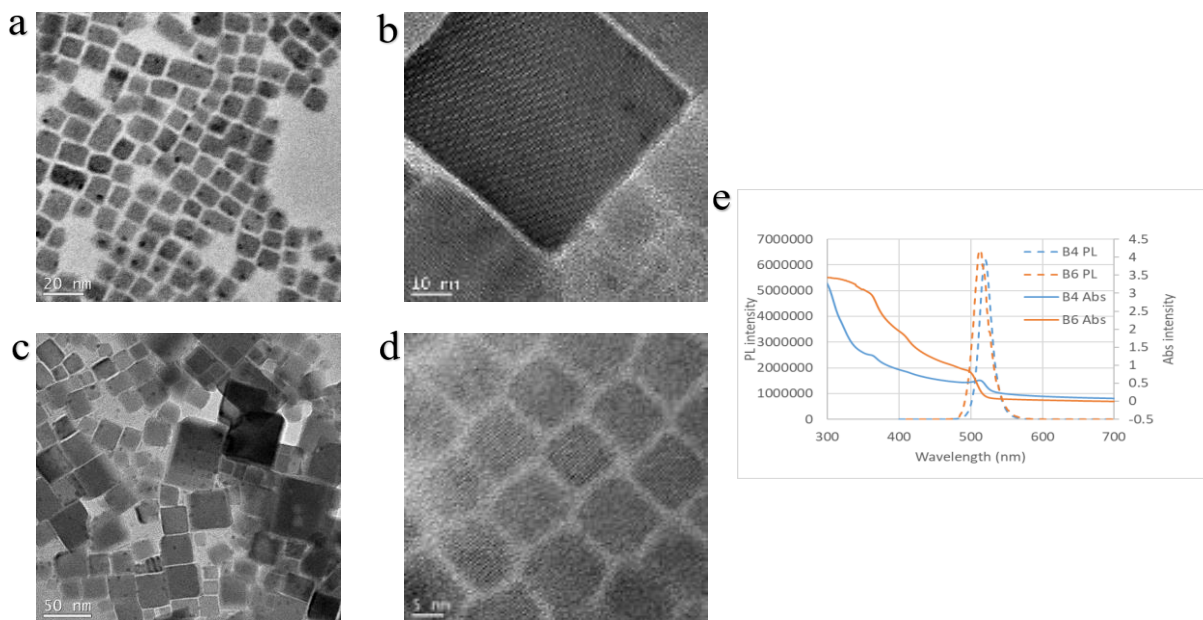 a
20 nm
b
10 nm
c
50 nm
d
5 nm
e
7000000
6000000
5000000
4000000
3000000
2000000
1000000
0
PL intensity
4.5
4
3.5
3
2.5
2
1.5
1
0.5
0
-0.5
Abs intensity
B4 PL
B6 PL
B4 Abs
B6 Abs
300
400
500
600
700
Wavelength (nm)